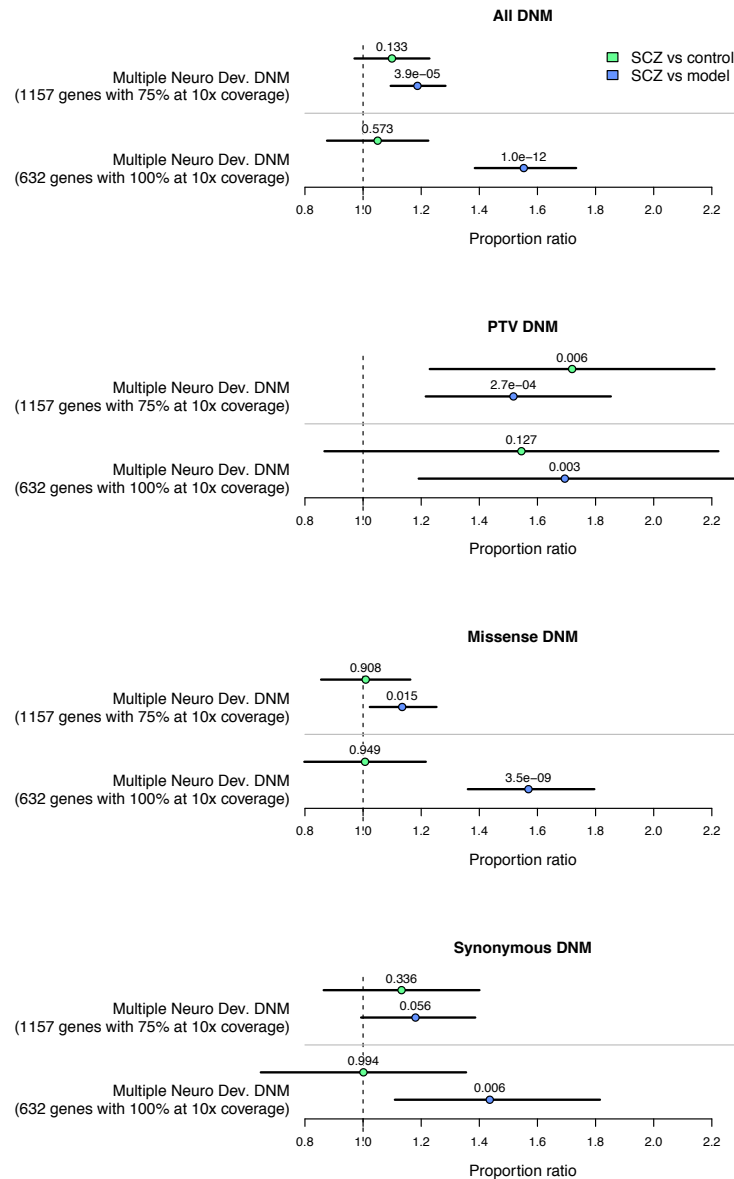 All DNM
SCZ vs control
SCZ vs model
0.133
3.9e−05
Multiple Neuro Dev. DNM
(1157 genes with 75% at 10x coverage)
0.573
1.0e−12
Multiple Neuro Dev. DNM
(632 genes with 100% at 10x coverage)
0.8 1.0 1.2 1.4 1.6 1.8 2.0 2.2
Proportion ratio
PTV DNM
0.006
2.7e−04
Multiple Neuro Dev. DNM
(1157 genes with 75% at 10x coverage)
0.127
0.003
Multiple Neuro Dev. DNM
(632 genes with 100% at 10x coverage)
0.8 1.0 1.2 1.4 1.6 1.8 2.0 2.2
Proportion ratio
Missense DNM
0.908
0.015
Multiple Neuro Dev. DNM
(1157 genes with 75% at 10x coverage)
0.949
3.5e−09
Multiple Neuro Dev. DNM
(632 genes with 100% at 10x coverage)
0.8 1.0 1.2 1.4 1.6 1.8 2.0 2.2
Proportion ratio
Synonymous DNM
0.336
0.056
Multiple Neuro Dev. DNM
(1157 genes with 75% at 10x coverage)
0.994
0.006
Multiple Neuro Dev. DNM
(632 genes with 100% at 10x coverage)
0.8 1.0 1.2 1.4 1.6 1.8 2.0 2.2
Proportion ratio